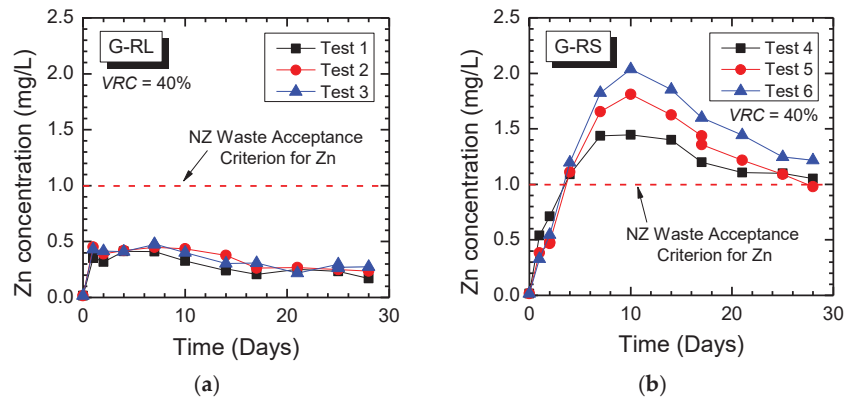 G-RL
Test 1
Test 2
Test 3
VRC = 40%
NZ Waste Acceptance
Criterion for Zn
Zn concentration (mg/L)
2.5
2.0
1.5
1.0
0.5
0.0
0 10 20 30
Time (Days)
(a)
G-RS
Test 4
Test 5
Test 6
VRC = 40%
NZ Waste Acceptance
Criterion for Zn
Zn concentration (mg/L)
2.5
2.0
1.5
1.0
0.5
0.0
0 10 20 30
Time (Days)
(b)